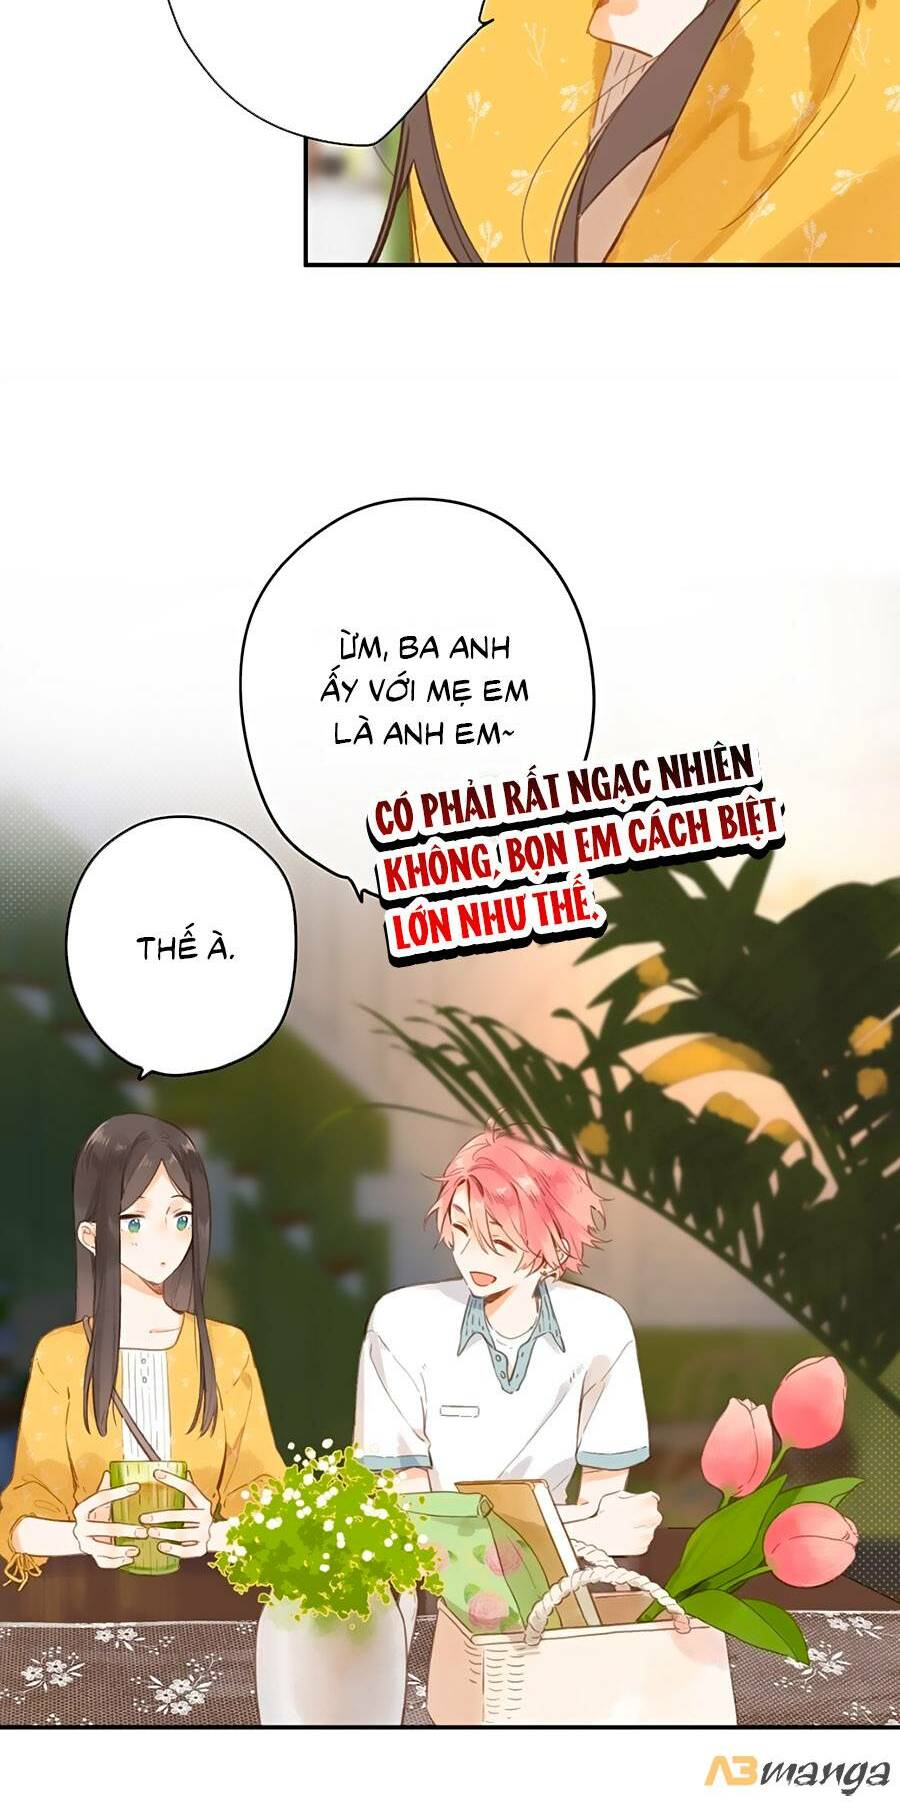 ỪM, BA ANH
ẤY VỚI MẸ EM
LÀ ANH EM~
CÓ PHẢI RẤT NGẠC NHIÊN
KHÔNG, BỌN EM CÁCH BIỆT
LỚN NHƯ THẾ.
THẾ À.
A3manga